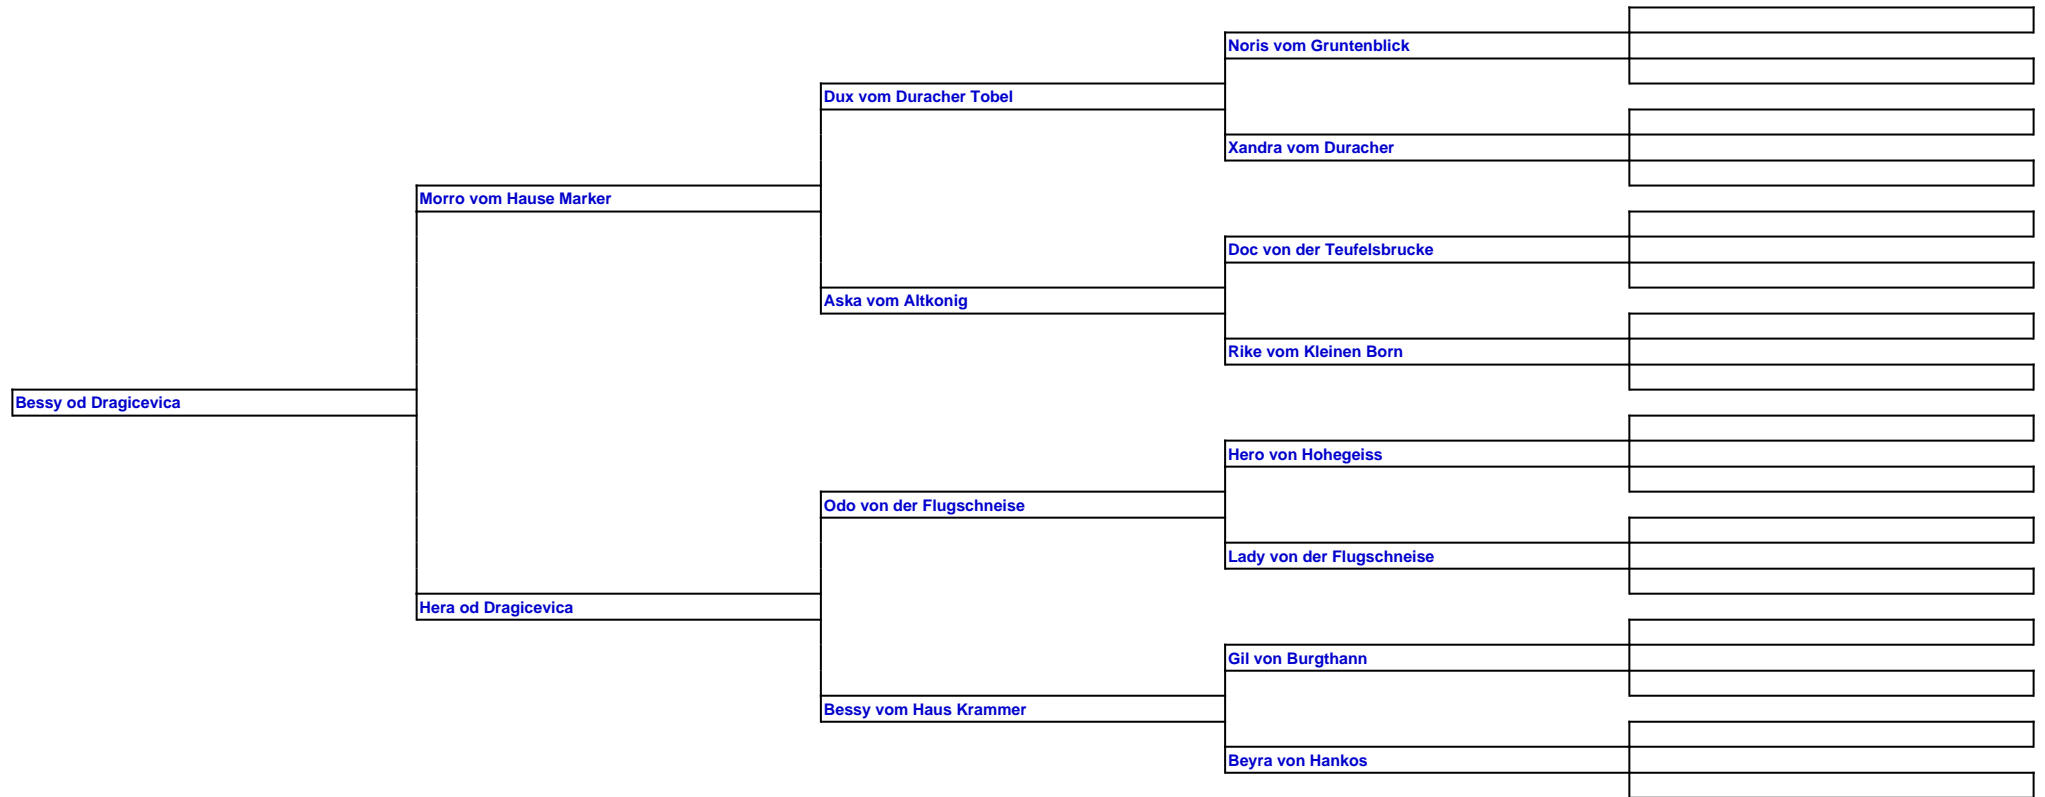 Noris vom Gruntenblick
Dux vom Duracher Tobel
Xandra vom Duracher
Morro vom Hause Marker
Doc von der Teufelsbrucke
Aska vom Altkonig
Rike vom Kleinen Born
Bessy od Dragicevica
Hero von Hohegeiss
Odo von der Flugschneise
Lady von der Flugschneise
Hera od Dragicevica
Gil von Burgthann
Bessy vom Haus Krammer
Beyra von Hankos